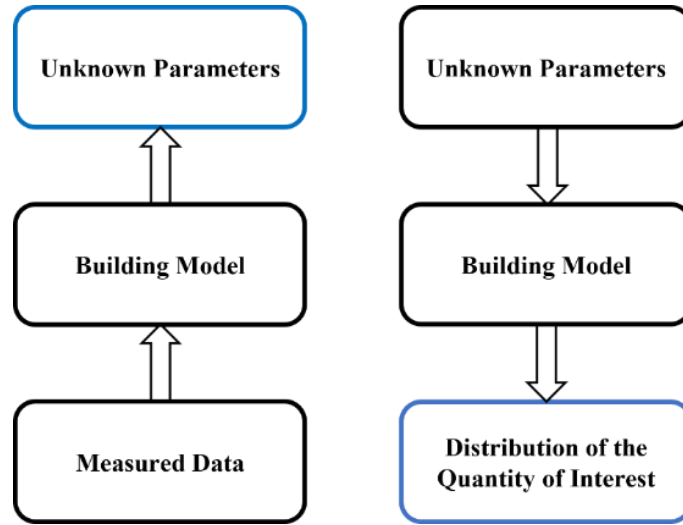 Unknown Parameters
Building Model
Measured Data
Unknown Parameters
Building Model
Distribution of the
Quantity of Interest